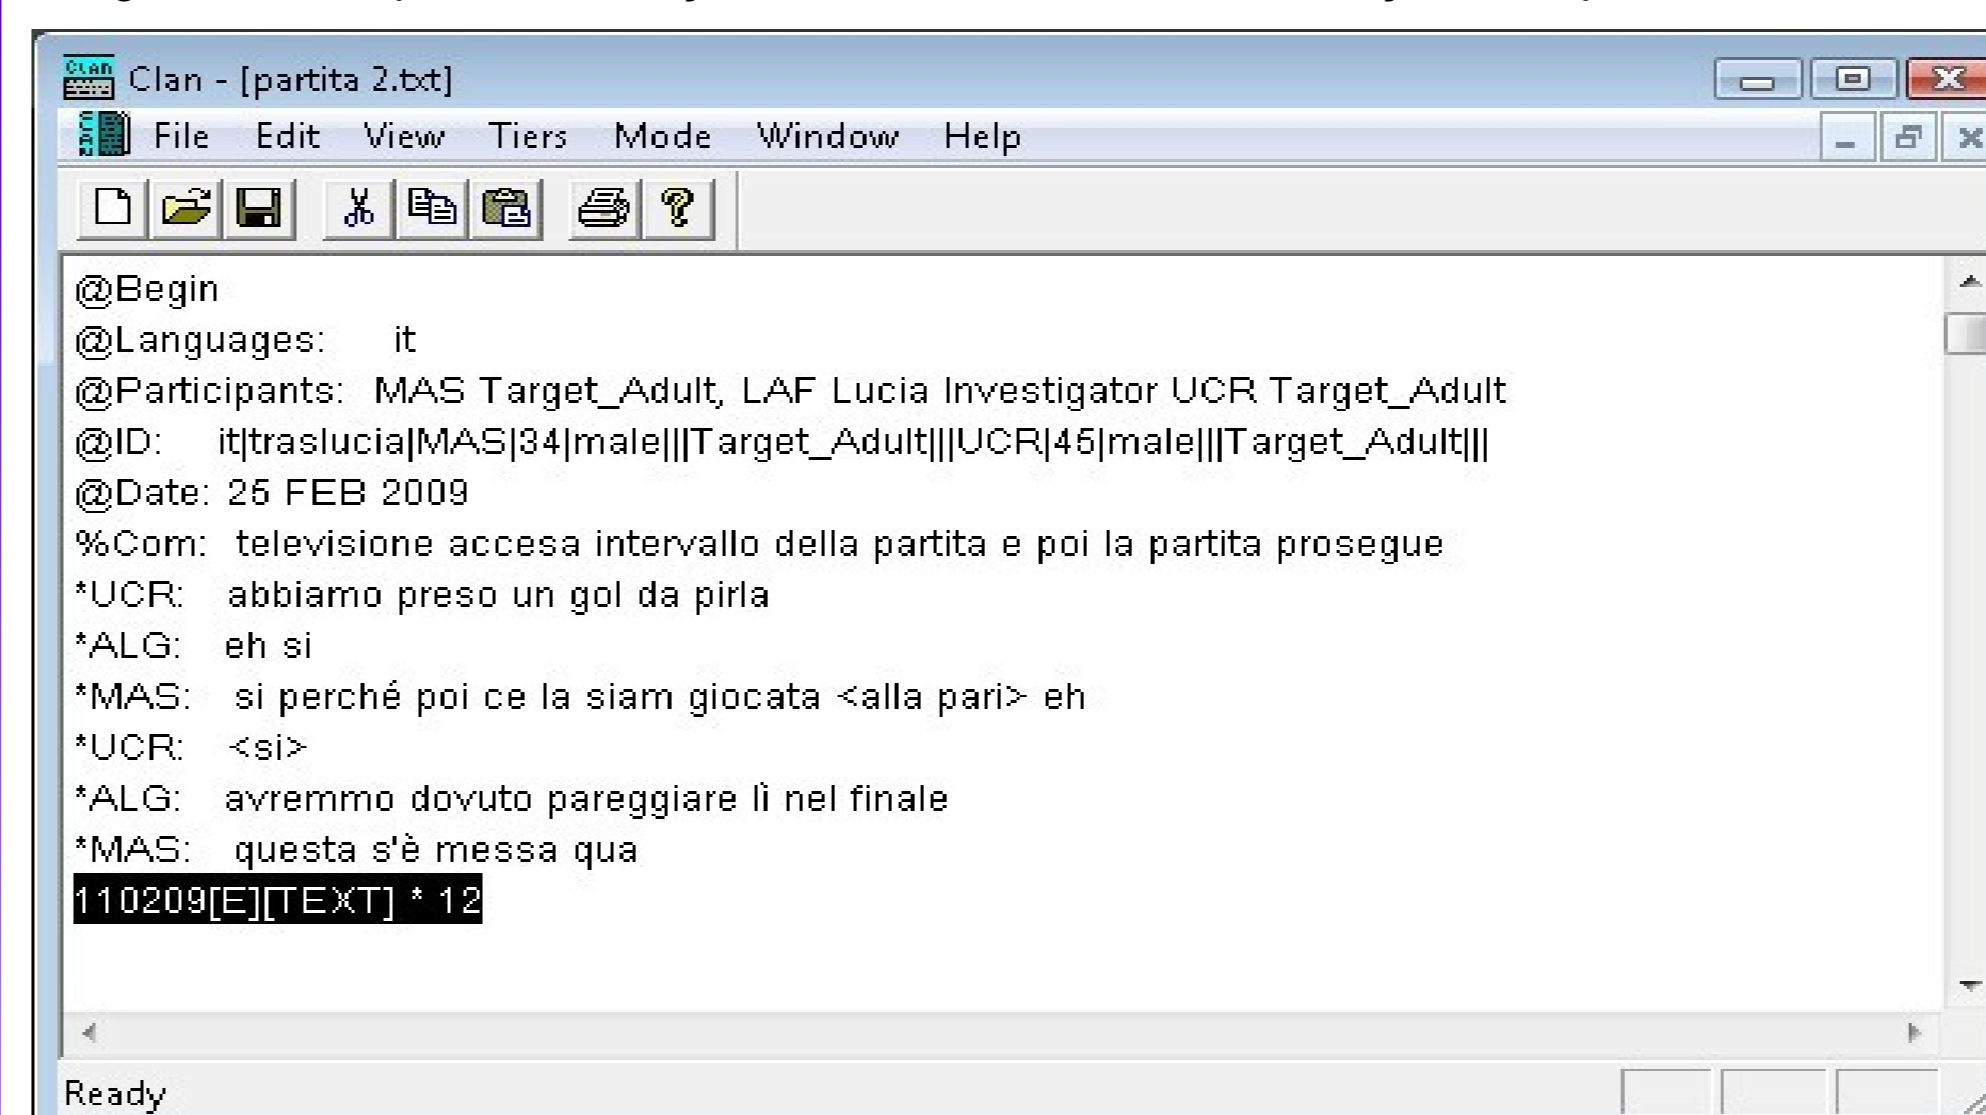 CLAN Clan - [partita 2.txt]
File Edit View Tiers Mode Window Help
@Begin
@Languages: it
@Participants: MAS Target_Adult, LAF Lucia Investigator UCR Target_Adult
@ID: it|traslucia|MAS|34|male|||Target_Adult|||UCR|45|male|||Target_Adult|||
@Date: 25 FEB 2009
%Com: televisione accesa intervallo della partita e poi la partita prosegue
*UCR: abbiamo preso un gol da pirla
*ALG: eh si
*MAS: si perché poi ce la siam giocata <alla pari> eh
*UCR: <si>
*ALG: avremmo dovuto pareggiare lì nel finale
*MAS: questa s'è messa qua
110209[E][TEXT] * 12
Ready